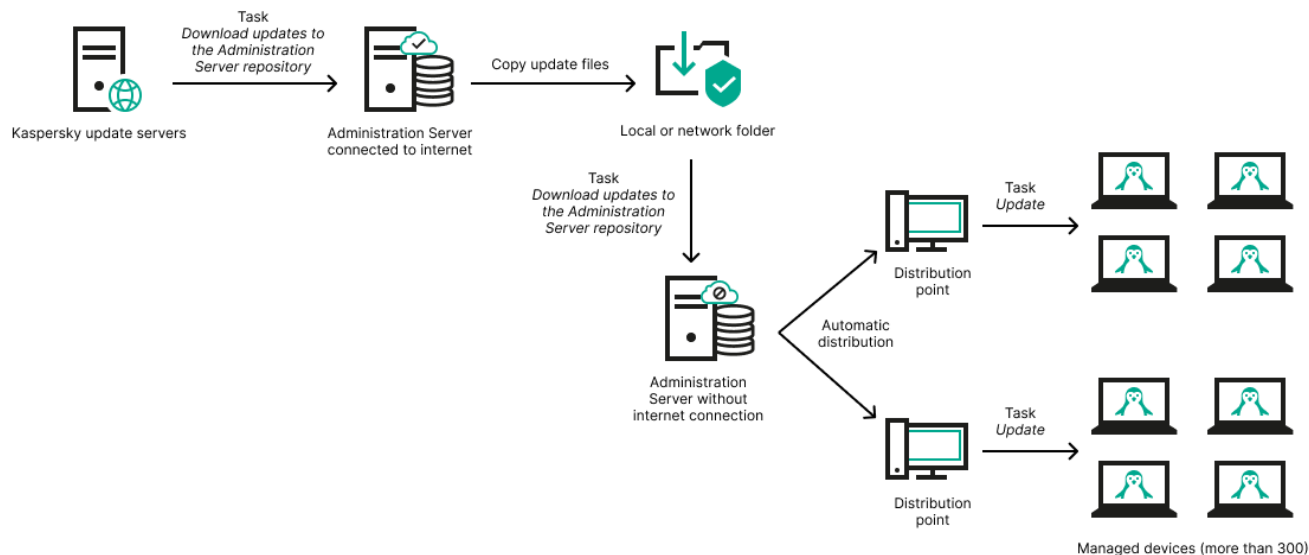 Task
Download updates to
the Administration
Server repository
Copy update files
Kaspersky update servers
Administration Server
connected to internet
Local or network folder
Task
Download updates to
the Administration
Server repository
Task
Update
Distribution
point
Automatic
distribution
Administration
Server without
internet connection
Task
Update
Distribution
point
Managed devices (more than 300)